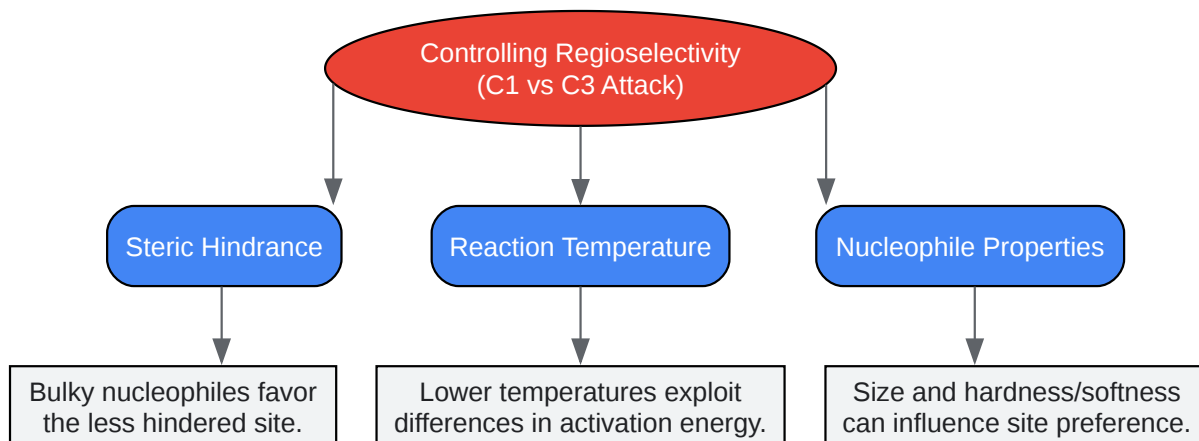 Controlling Regioselectivity
(C1 vs C3 Attack)
Steric Hindrance
Reaction Temperature
Nucleophile Properties
Bulky nucleophiles favor
the less hindered site.
Lower temperatures exploit
differences in activation energy.
Size and hardness/softness
can influence site preference.